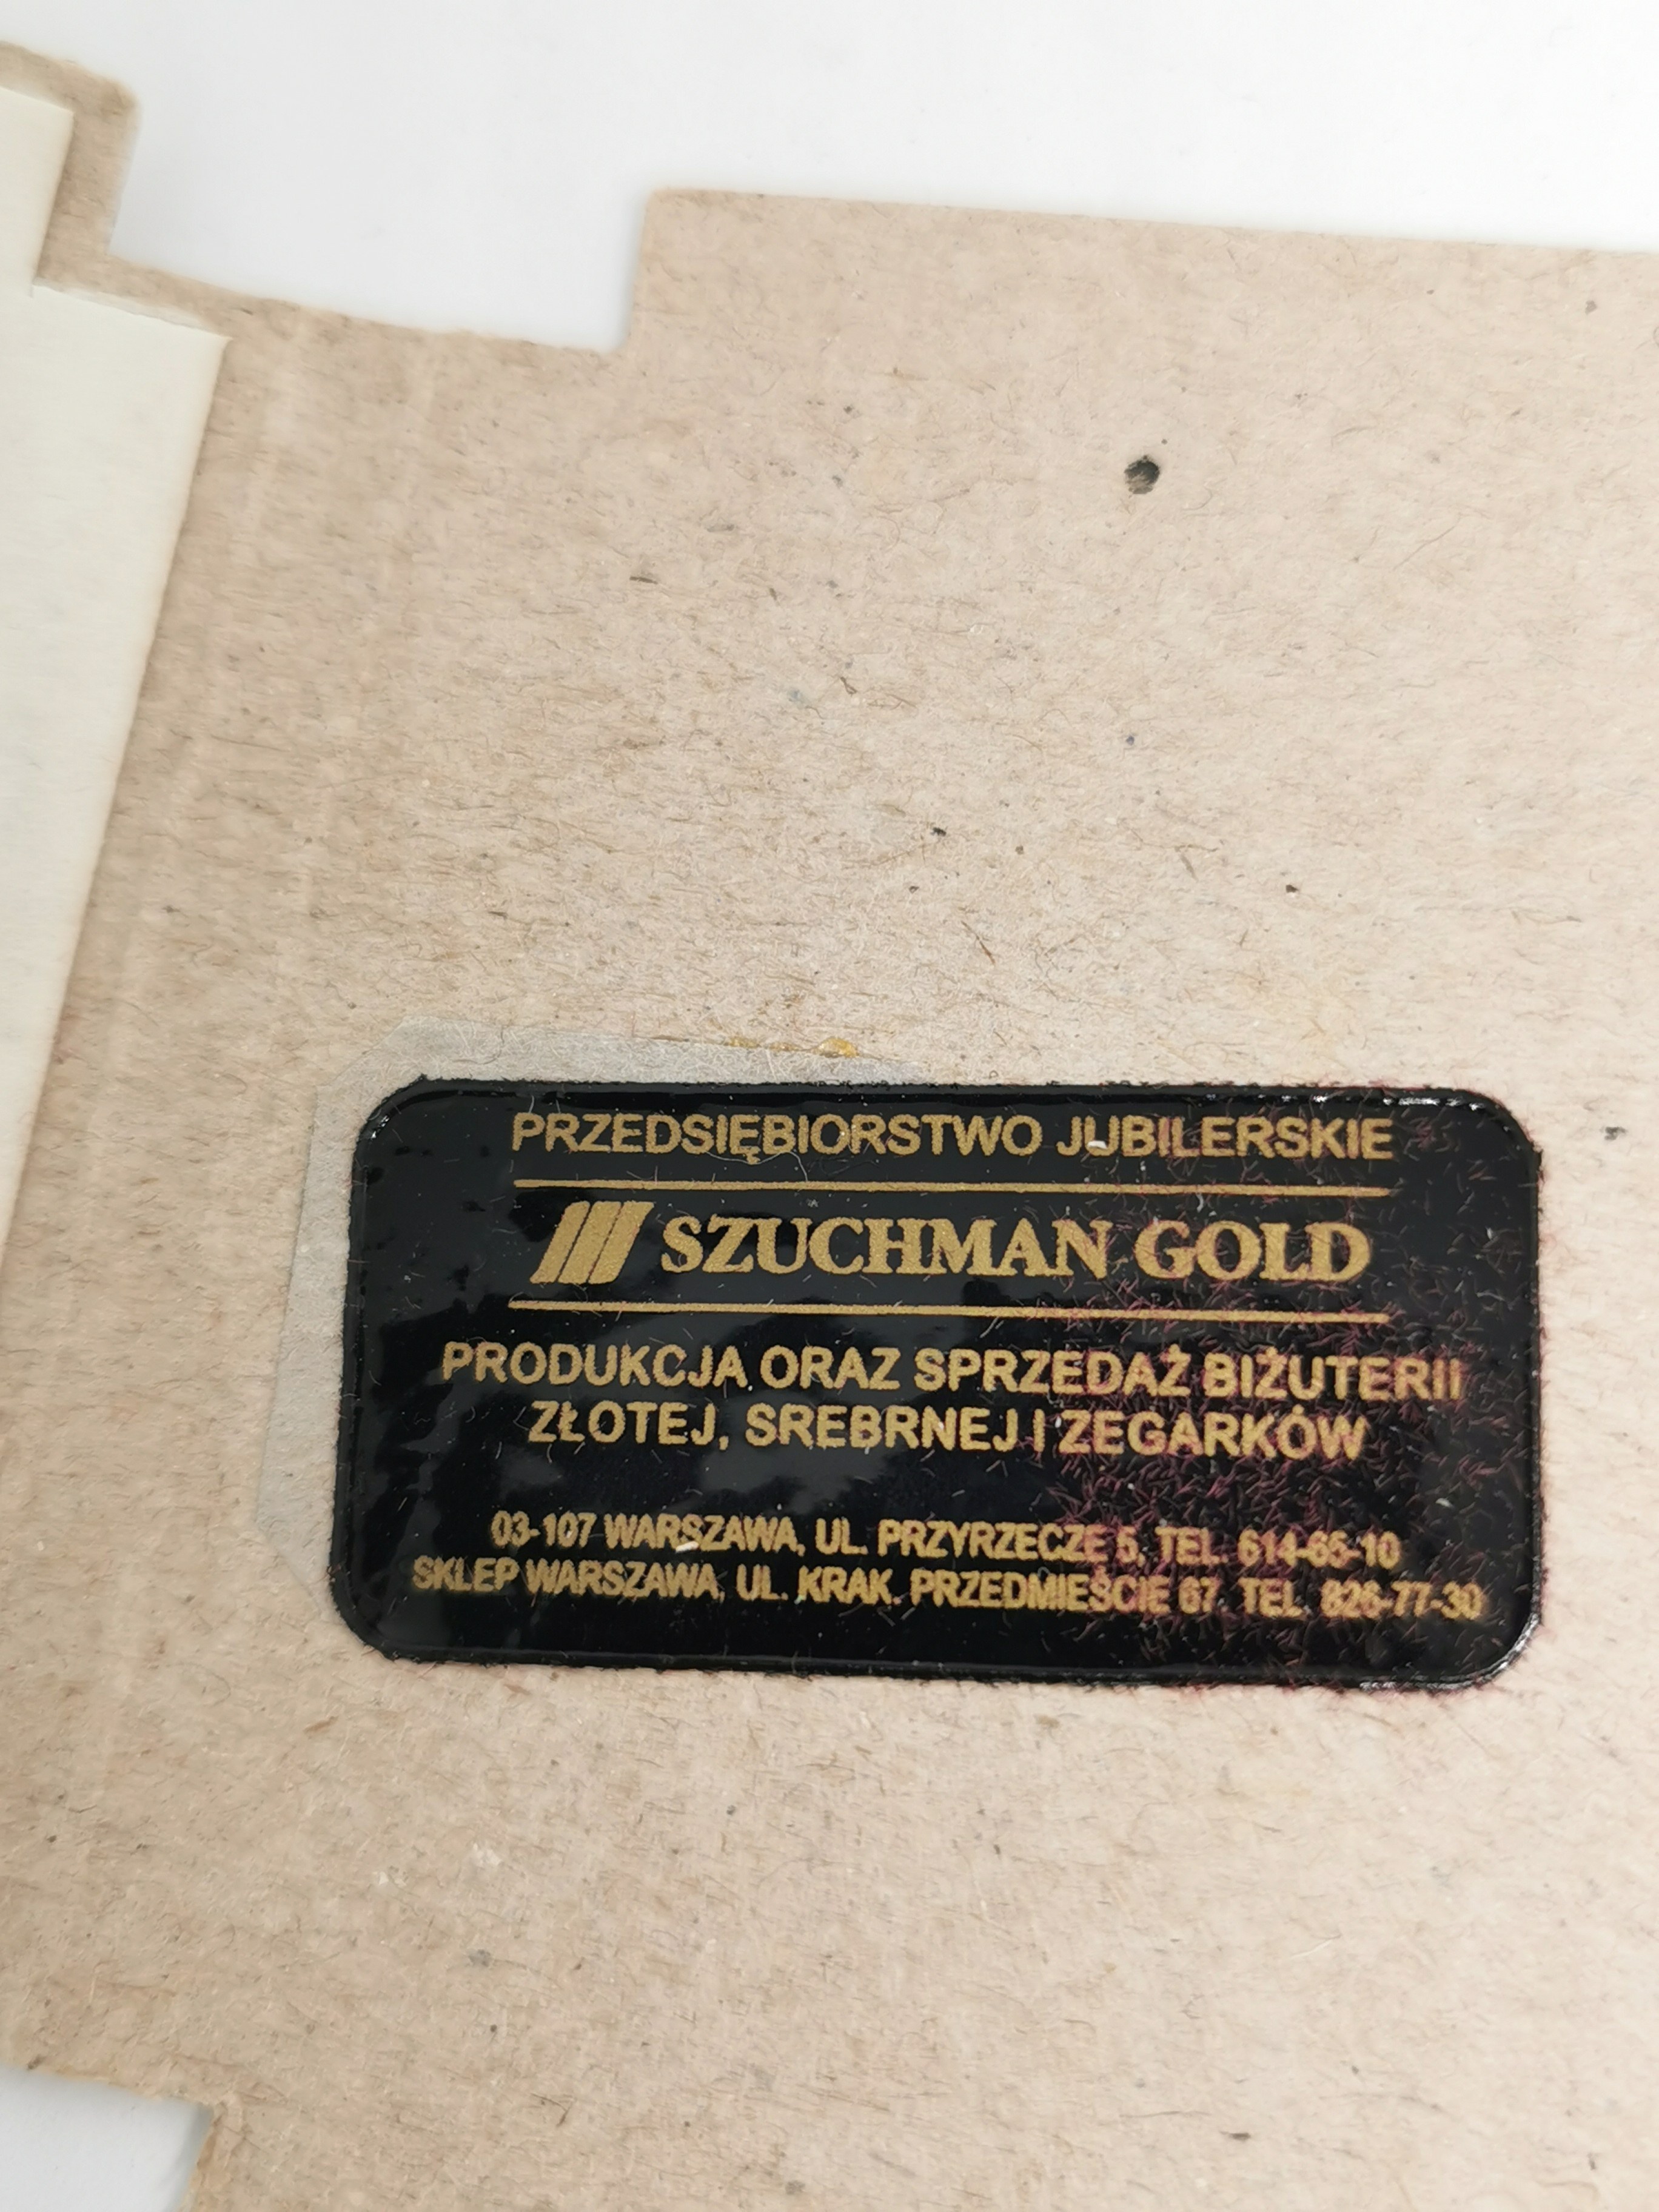 PRZEDSIĘBIORSTWO JUBILERSKIE
SZUCHMAN GOLD
PRODUKCJA ORAZ SPRZEDAŻ BIŻUTERII
ZŁOTEJ, SREBRNEJ I ZEGARKÓW
03-107 WARSZAWA, UL. PRZYRZECZE 5, TEL. 614-65-10
SKLEP WARSZAWA, UL. KRAK. PRZEDMIEŚCIE 67, TEL. 826-77-30